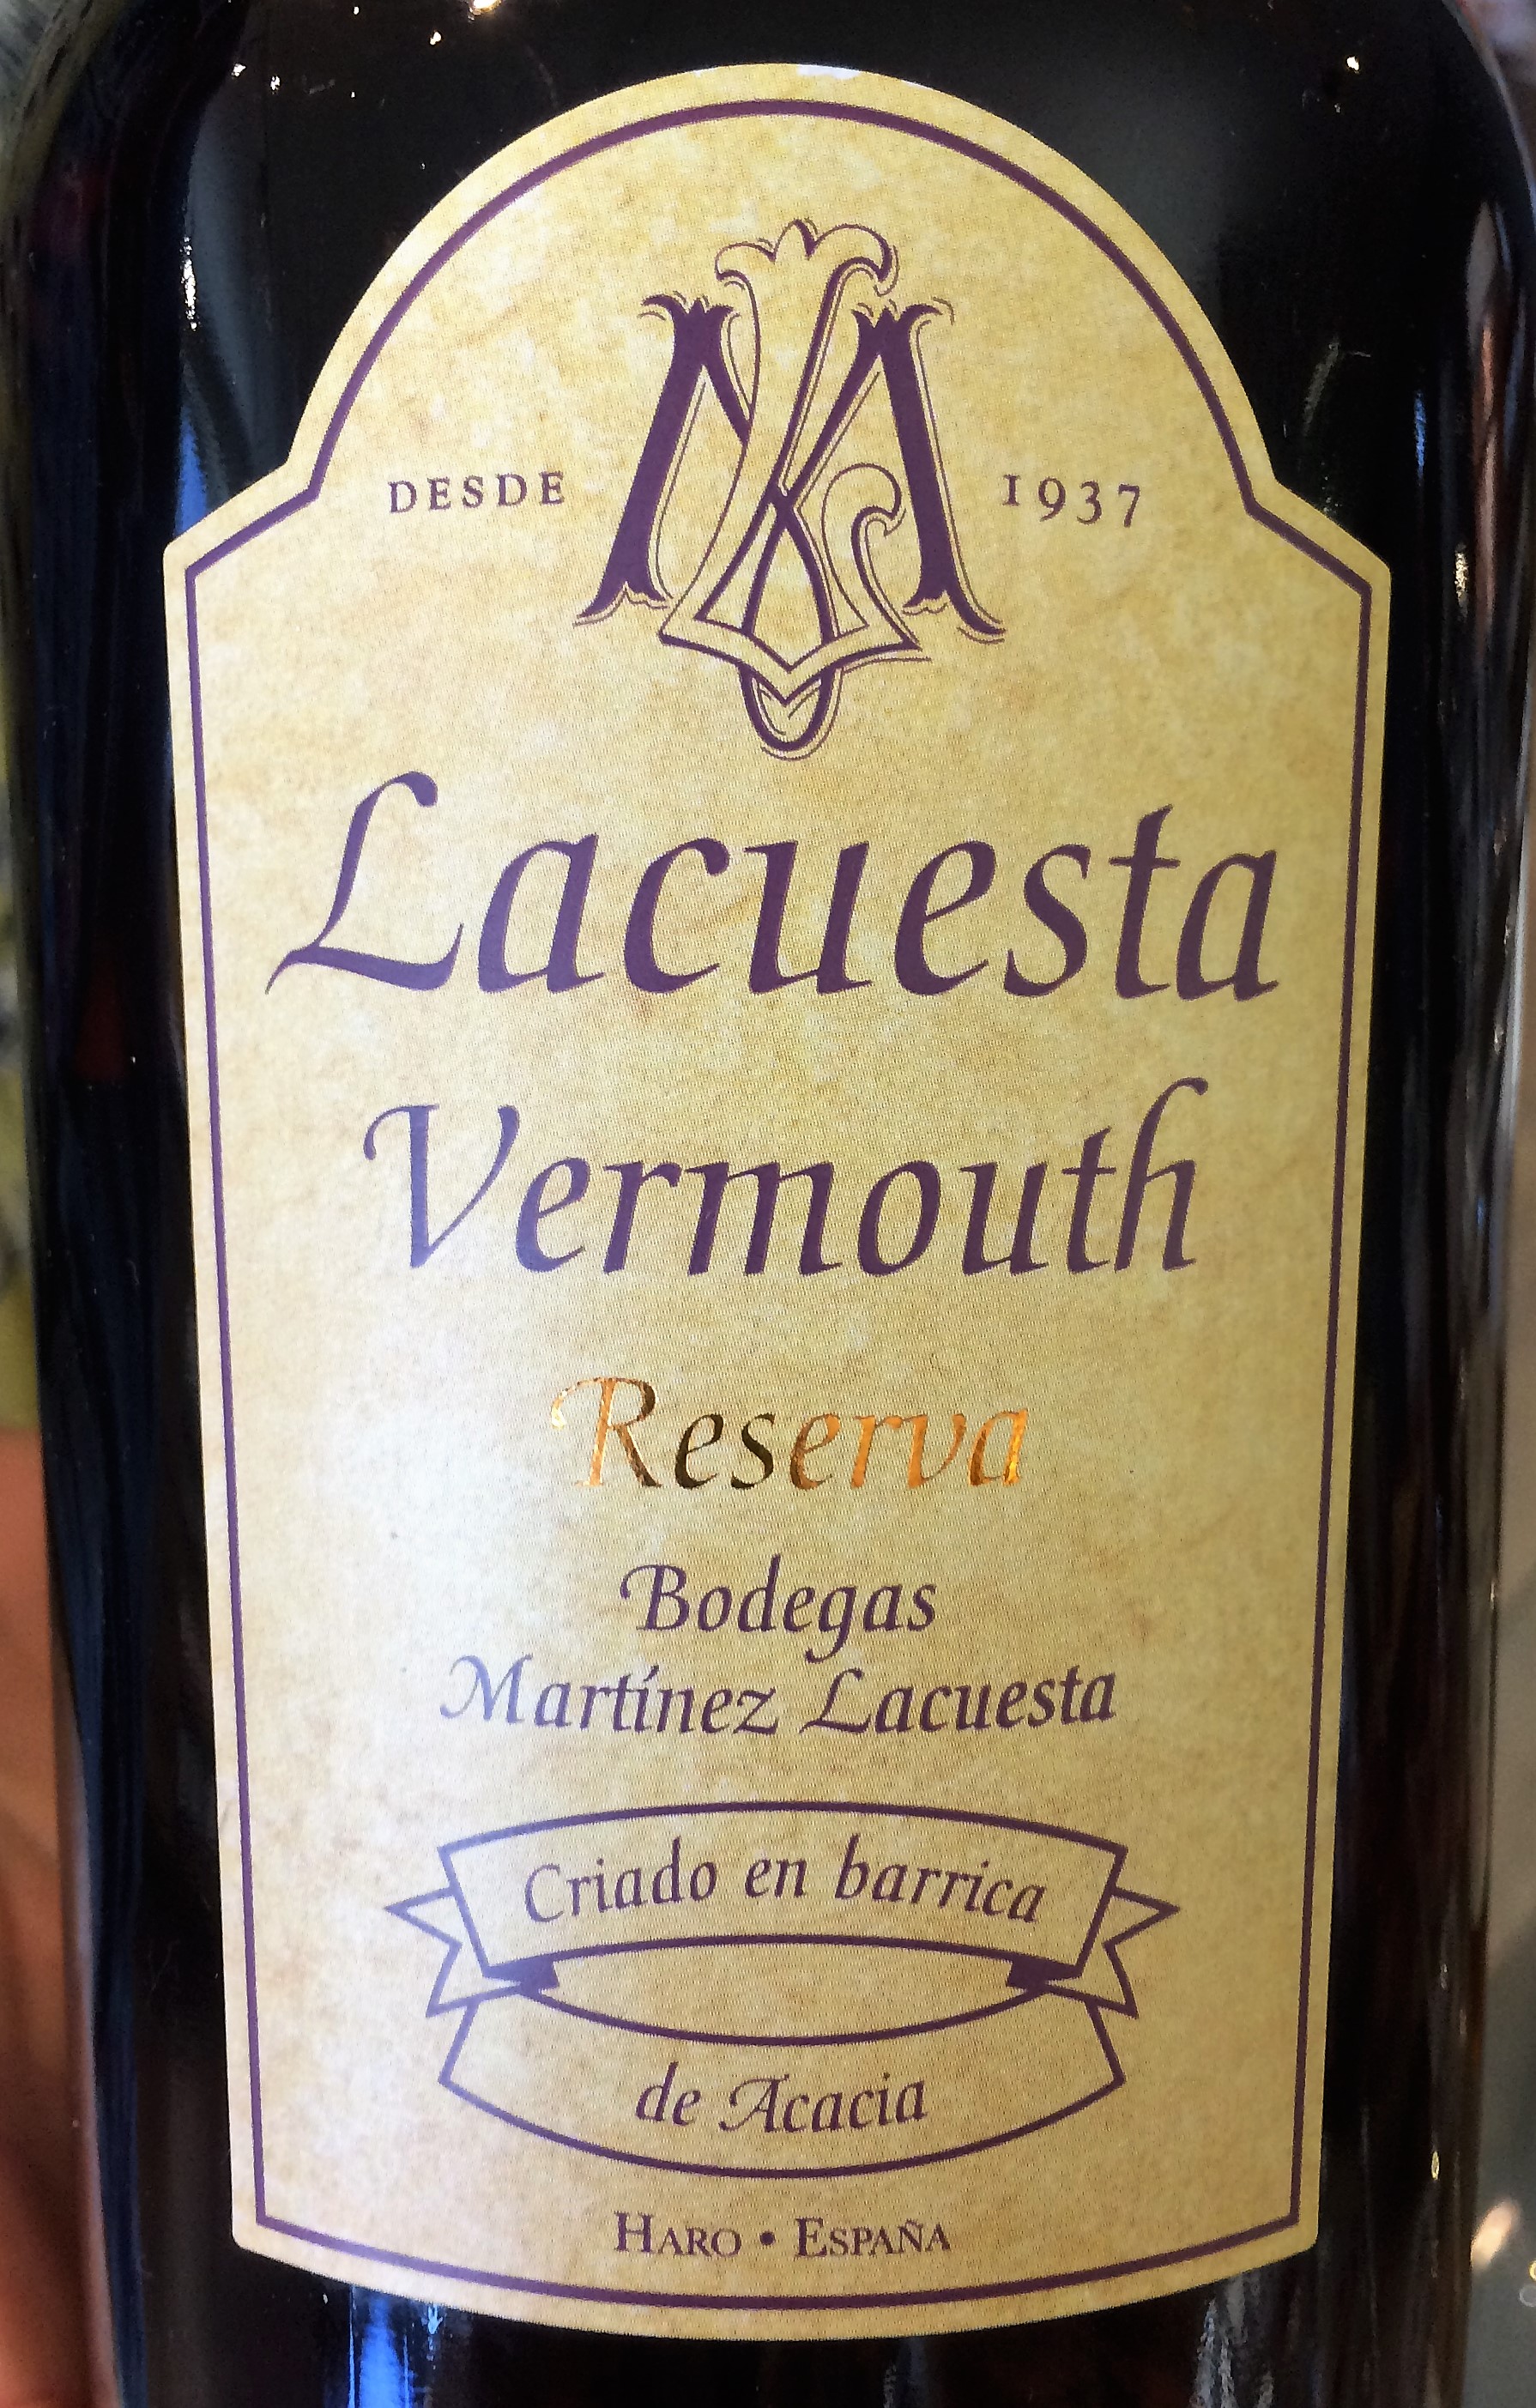 DESDE 1937
Lacuesta
Vermouth
Reserva
Bodegas
Martínez Lacuesta
Criado en barrica
de Acacia
HARO • ESPAÑA